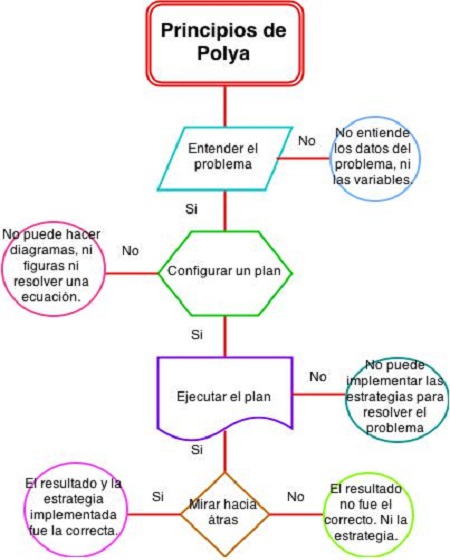 Principios de
Polya
Entender el
problema
No
No entiende
los datos del
problema, ni
las variables.
Si
No puede hacer
diagramas, ni
figuras ni
resolver una
ecuación.
No
Configurar un plan
Si
Ejecutar el plan
No
No puede
implementar las
estrategias para
resolver el
problema
Si
El resultado y la
estrategia
implementada
fue la correcta.
Si
Mirar hacia
átras
No
El resultado
no fue el
correcto. Ni la
estrategia.